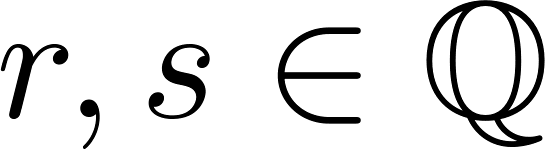 r, s ∈ ℚ